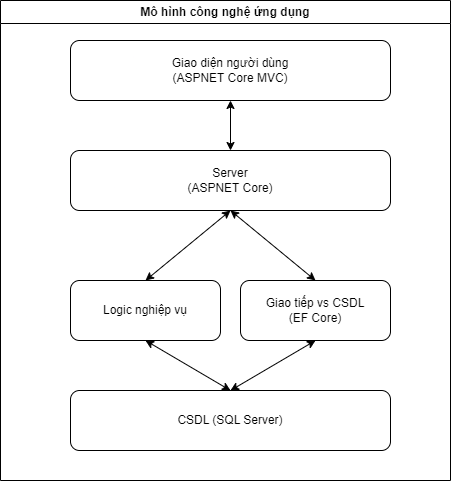 Mô hình công nghệ ứng dụng
Giao diện người dùng
(ASPNET Core MVC)
Server
(ASPNET Core)
Logic nghiệp vụ
Giao tiếp vs CSDL
(EF Core)
CSDL (SQL Server)